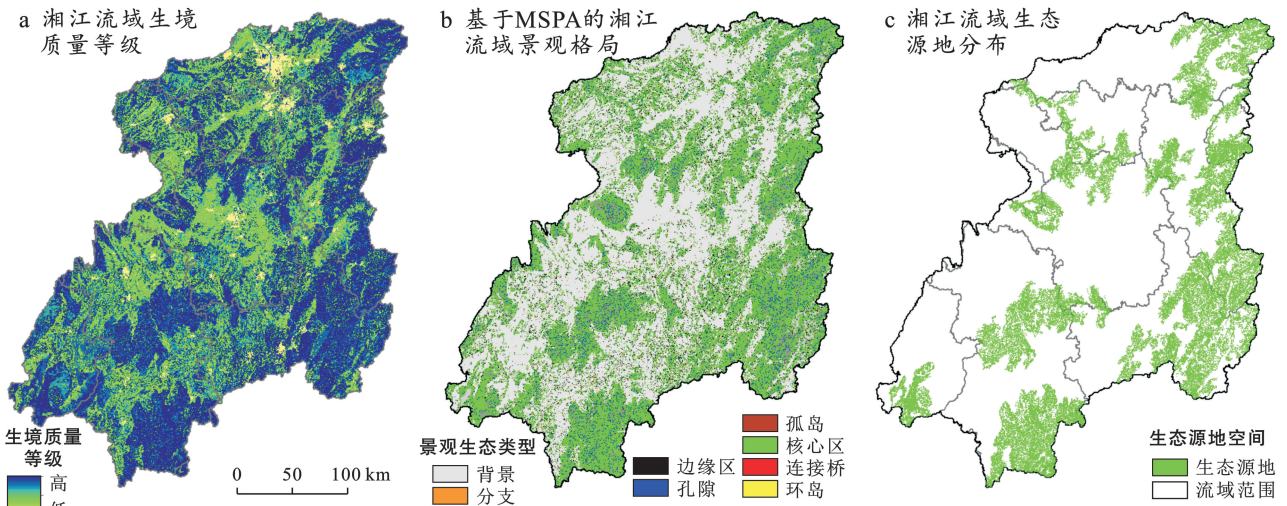 a 湘江流域生境
质量等级
b 基于MSPA的湘江
流域景观格局
c 湘江流域生态
源地分布
生境质量
等级
高
低
0 50 100 km
景观生态类型
背景
分支
边缘区
孔隙
孤岛
核心区
连接桥
环岛
生态源地空间
生态源地
流域范围